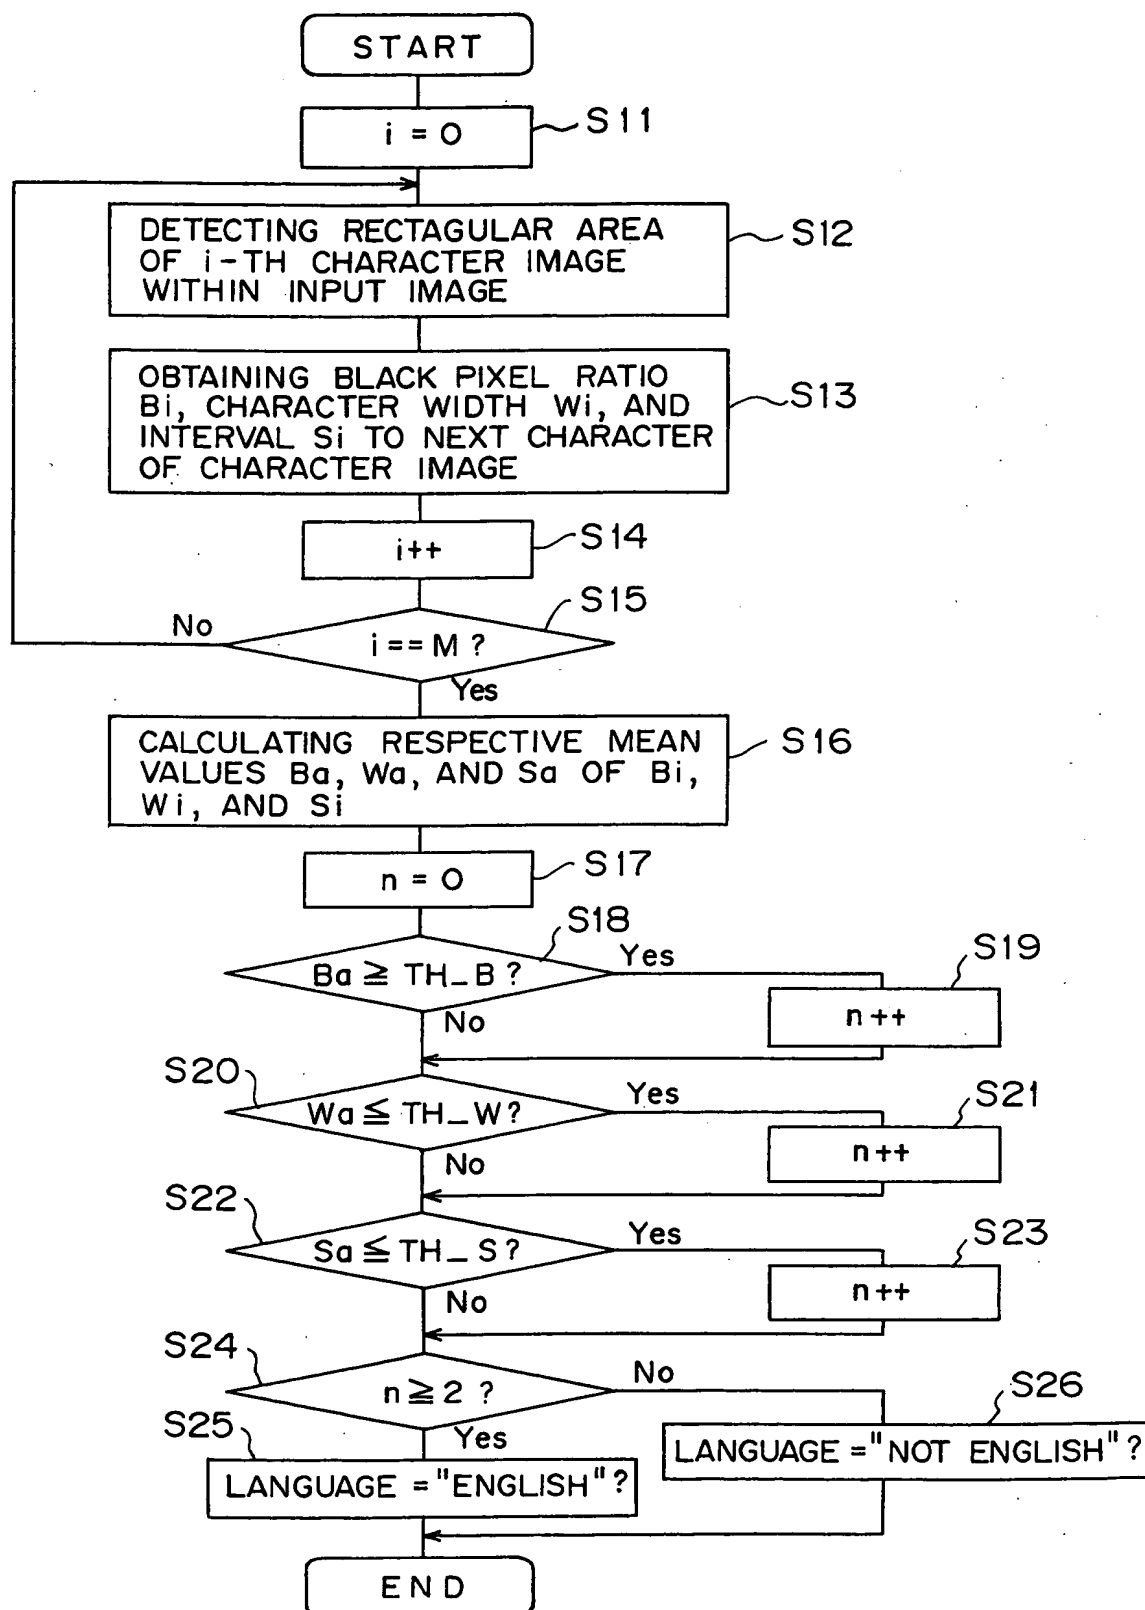 START
i = 0
S11
DETECTING RECTAGULAR AREA
OF i-TH CHARACTER IMAGE
WITHIN INPUT IMAGE
S12
OBTAINING BLACK PIXEL RATIO
Bi, CHARACTER WIDTH Wi, AND
INTERVAL Si TO NEXT CHARACTER
OF CHARACTER IMAGE
S13
i++
S14
S15
No
i == M ?
Yes
CALCULATING RESPECTIVE MEAN
VALUES Ba, Wa, AND Sa OF Bi,
Wi, AND Si
S16
n = 0
S17
S18
Ba ≧ TH_B ?
Yes
S19
n++
No
S20
Wa ≦ TH_W?
Yes
S21
n++
No
S22
Sa ≦ TH_S?
Yes
S23
n++
No
S24
n ≧ 2 ?
No
S26
LANGUAGE = "NOT ENGLISH" ?
S25
Yes
LANGUAGE = "ENGLISH" ?
END